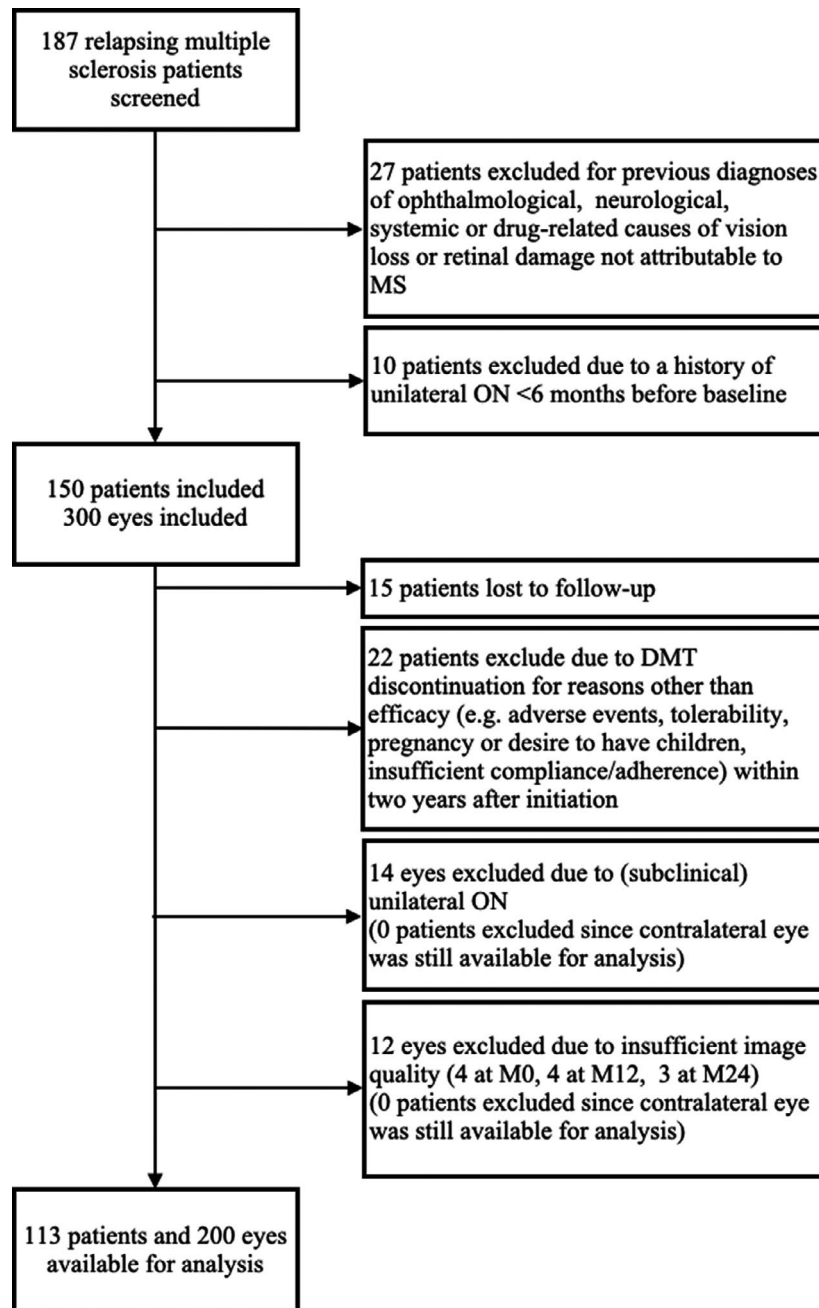 187 relapsing multiple
sclerosis patients
screened
27 patients excluded for previous diagnoses
of ophthalmological, neurological,
systemic or drug-related causes of vision
loss or retinal damage not attributable to
MS
10 patients excluded due to a history of
unilateral ON <6 months before baseline
150 patients included
300 eyes included
15 patients lost to follow-up
22 patients exclude due to DMT
discontinuation for reasons other than
efficacy (e.g. adverse events, tolerability,
pregnancy or desire to have children,
insufficient compliance/adherence) within
two years after initiation
14 eyes excluded due to (subclinical)
unilateral ON
(0 patients excluded since contralateral eye
was still available for analysis)
12 eyes excluded due to insufficient image
quality (4 at M0, 4 at M12, 3 at M24)
(0 patients excluded since contralateral eye
was still available for analysis)
113 patients and 200 eyes
available for analysis